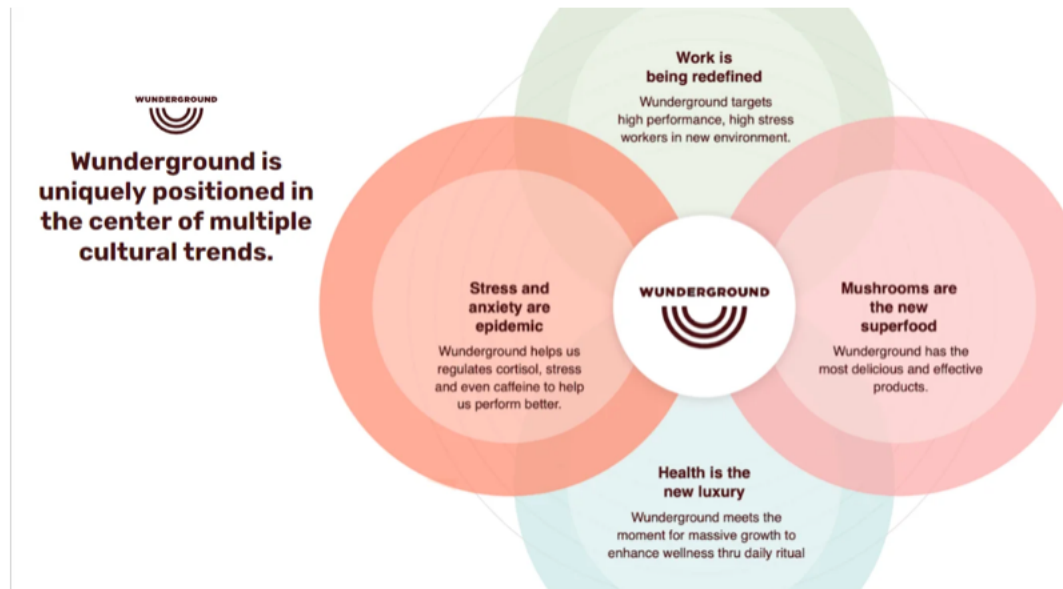 WUNDERGROUND
Wunderground is
uniquely positioned in
the center of multiple
cultural trends.
Work is
being redefined
Wunderground targets
high performance, high stress
workers in new environment.
Stress and
anxiety are
epidemic
Wunderground helps us
regulates cortisol, stress
and even caffeine to help
us perform better.
WUNDERGROUND
Mushrooms are
the new
superfood
Wunderground has the
most delicious and effective
products.
Health is the
new luxury
Wunderground meets the
moment for massive growth to
enhance wellness thru daily ritual